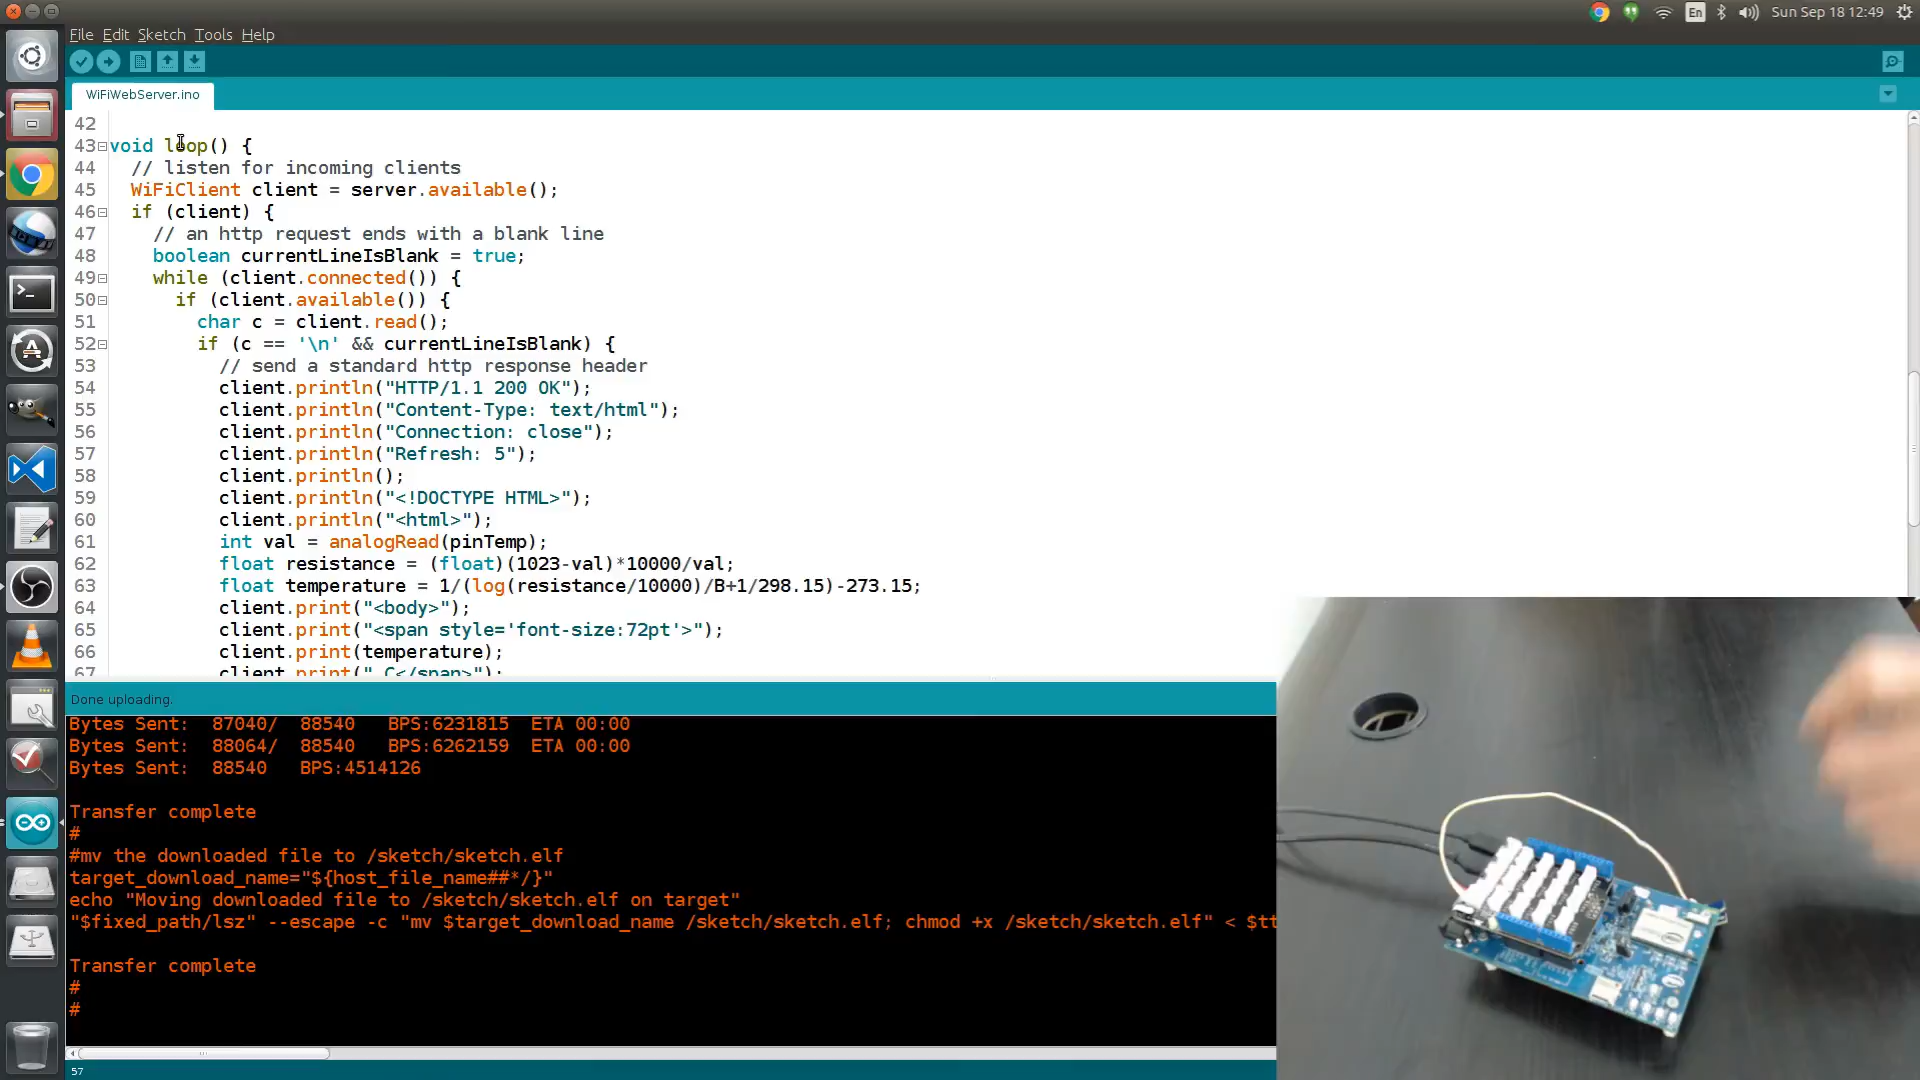 En
Sun Sep 18 12:49
File Edit Sketch Tools Help
WiFiWebServer.ino
42
43 void loop() {
44 // listen for incoming clients
45 WiFiClient client = server.available();
46 if (client) {
47 // an http request ends with a blank line
48 boolean currentLineIsBlank = true;
49 while (client.connected()) {
50 if (client.available()) {
51 char c = client.read();
52 if (c == '\n' && currentLineIsBlank) {
53 // send a standard http response header
54 client.println("HTTP/1.1 200 OK");
55 client.println("Content-Type: text/html");
56 client.println("Connection: close");
57 client.println("Refresh: 5");
58 client.println();
59 client.println("<!DOCTYPE HTML>");
60 client.println("<html>");
61 int val = analogRead(pinTemp);
62 float resistance = (float)(1023-val)*10000/val;
63 float temperature = 1/(log(resistance/10000)/B+1/298.15)-273.15;
64 client.print("<body>");
65 client.print("<span style='font-size:72pt'>");
66 client.print(temperature);
67 client.print(" C</span>");
Done uploading.
Bytes Sent: 87040/ 88540 BPS:6231815 ETA 00:00
Bytes Sent: 88064/ 88540 BPS:6262159 ETA 00:00
Bytes Sent: 88540 BPS:4514126
Transfer complete
#
#mv the downloaded file to /sketch/sketch.elf
target_download_name="${host_file_name##*/}"
echo "Moving downloaded file to /sketch/sketch.elf on target"
"$fixed_path/lsz" --escape -c "mv $target_download_name /sketch/sketch.elf; chmod +x /sketch/sketch.elf" < $tt
Transfer complete
#
#
57